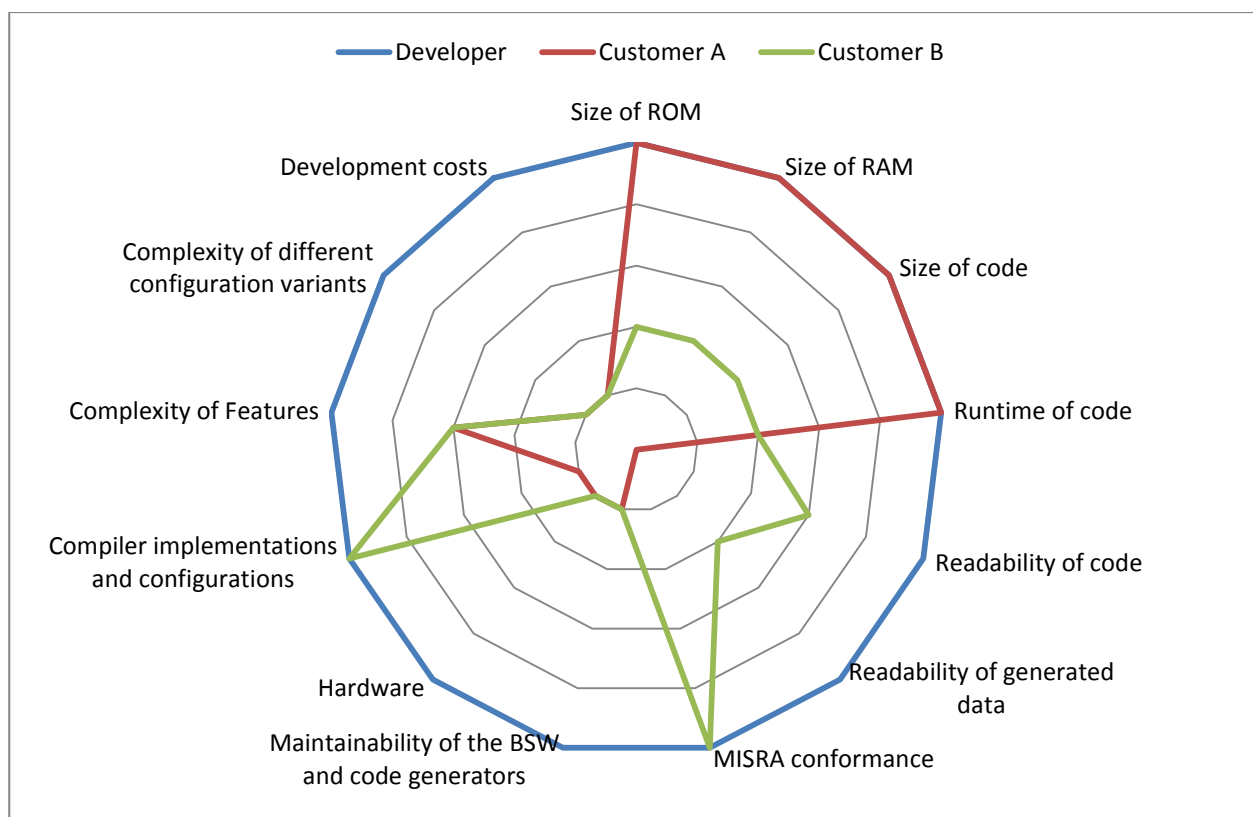 Developer
Customer A
Customer B
Size of ROM
Size of RAM
Size of code
Runtime of code
Readability of code
Readability of generated
data
MISRA conformance
Maintainability of the BSW
and code generators
Hardware
Compiler implementations
and configurations
Complexity of Features
Complexity of different
configuration variants
Development costs